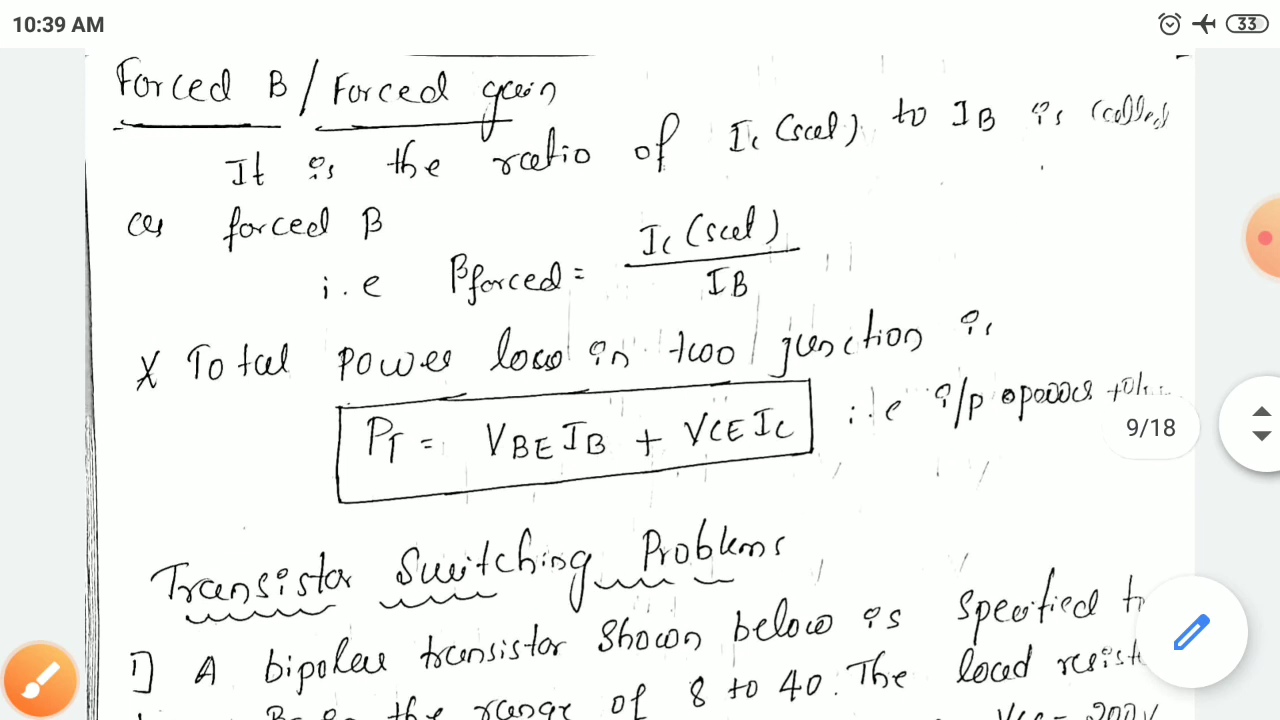 10:39 AM
33
Forced β / Forced gain
It is the ratio of Ic (sat) to IB is called
as forced β
i.e βforced = Ic (sat) / IB
* Total power loss in two junction is
PT = VBE IB + VCE IC i.e i/p power +
9/18
Transistor Switching Problems
1) A bipolar transistor shown below is specified to
the range of 8 to 40. The load
200V